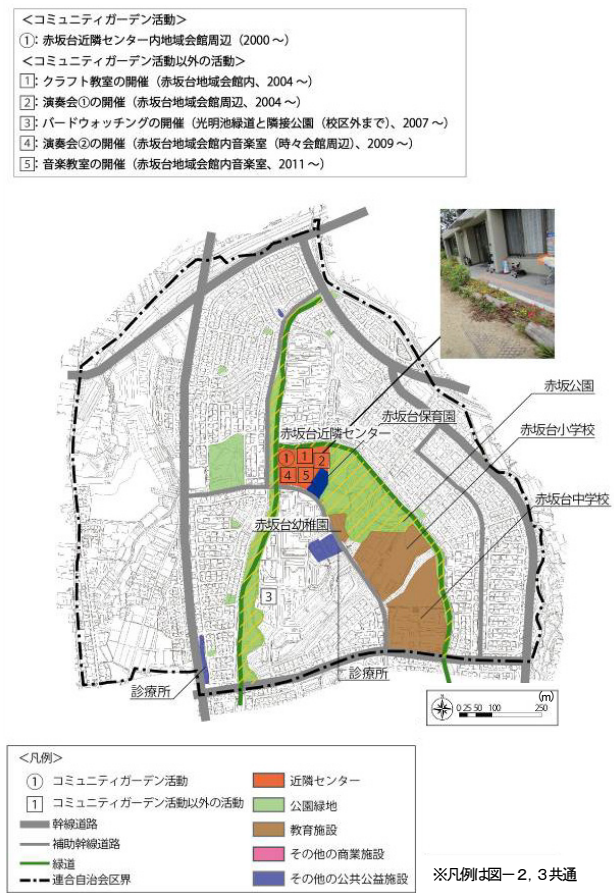 <コミュニティガーデン活動>
①：赤坂台近隣センター内地域会館周辺（2000～）
<コミュニティガーデン活動以外の活動>
1：クラフト教室の開催（赤坂台地域会館内、2004～）
2：演奏会①の開催（赤坂台地域会館周辺、2004～）
3：バードウォッチングの開催（光明池緑道と隣接公園（校区外まで）、2007～）
4：演奏会②の開催（赤坂台地域会館内音楽室（時々会館周辺）、2009～）
5：音楽教室の開催（赤坂台地域会館内音楽室、2011～）
赤坂公園
赤坂台保育園
赤坂台小学校
赤坂台近隣センター
① 1 2
4 5
赤坂台中学校
赤坂台幼稚園
3
診療所
診療所
(m)
0 25 50 100 250
<凡例>
① コミュニティガーデン活動
1 コミュニティガーデン活動以外の活動
幹線道路
補助幹線道路
緑道
連合自治会区界
近隣センター
公園緑地
教育施設
その他の商業施設
その他の公共公益施設
※凡例は図－2，3共通